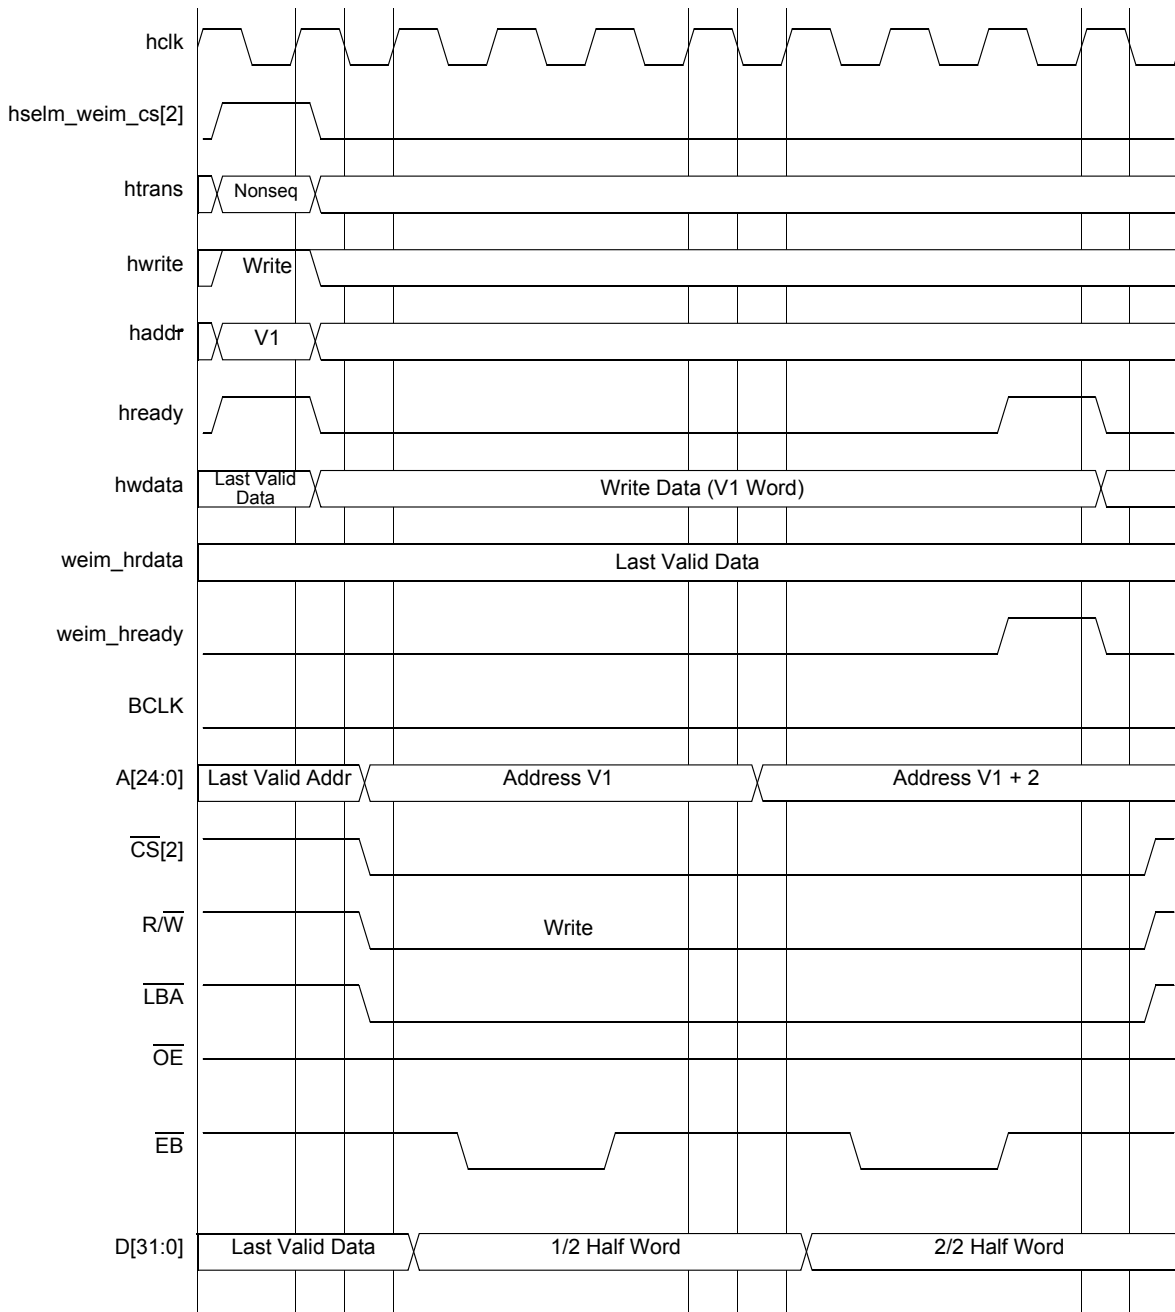 hclk
hselm_weim_cs[2]
htrans
Nonseq
hwrite
Write
haddr
V1
hready
hwdata
Last Valid
Data
Write Data (V1 Word)
weim_hrdata
Last Valid Data
weim_hready
BCLK
A[24:0]
Last Valid Addr
Address V1
Address V1 + 2
CS[2]
R/W
Write
LBA
OE
EB
D[31:0]
Last Valid Data
1/2 Half Word
2/2 Half Word